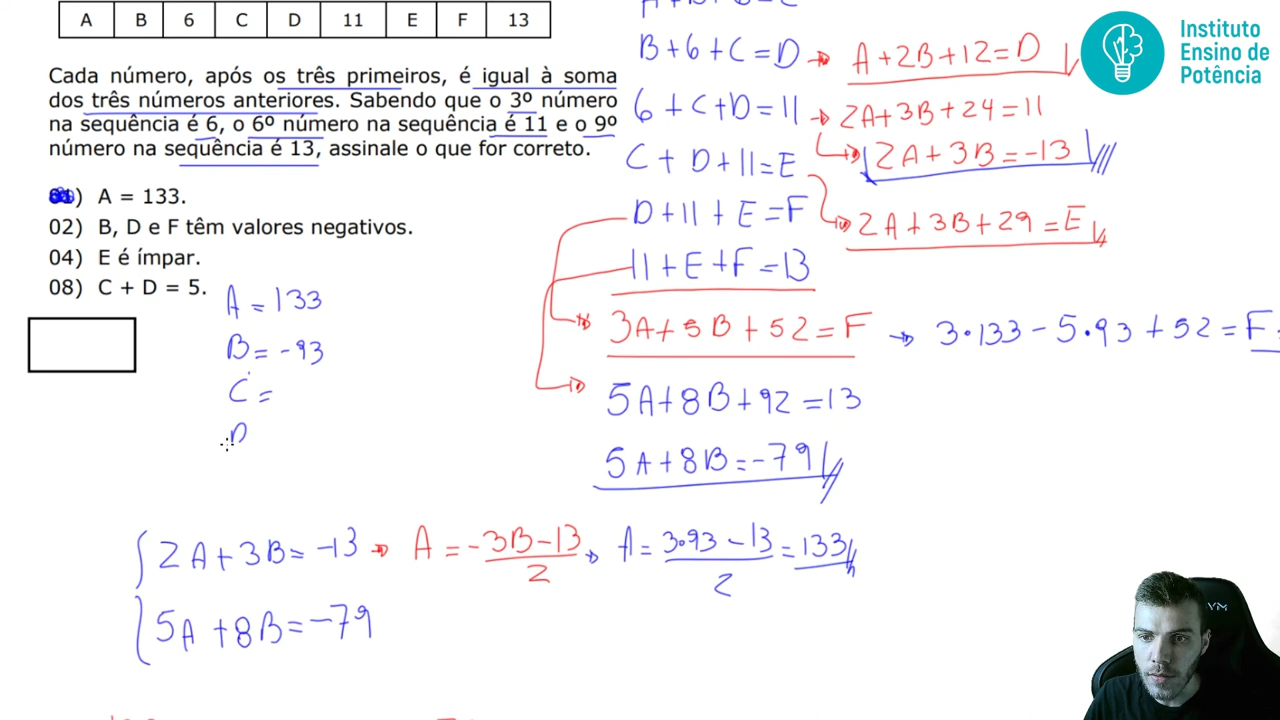 A B 6 C D 11 E F 13
Instituto
Ensino de
Potência
Cada número, após os três primeiros, é igual à soma
dos três números anteriores. Sabendo que o 3º número
na sequência é 6, o 6º número na sequência é 11 e o 9º
número na sequência é 13, assinale o que for correto.
01) A = 133.
02) B, D e F têm valores negativos.
04) E é ímpar.
08) C + D = 5.
A = 133
B = -93
C =
D
B + 6 + C = D → A + 2B + 12 = D
6 + C + D = 11 → 2A + 3B + 24 = 11
2A + 3B = -13
C + D + 11 = E
2A + 3B + 29 = E
D + 11 + E = F
11 + E + F = 13
3A + 5B + 52 = F → 3·133 - 5·93 + 52 = F
5A + 8B + 92 = 13
5A + 8B = -79
2A + 3B = -13 → A = -3B - 13 / 2 → A = 3·93 - 13 / 2 = 133
5A + 8B = -79
YM